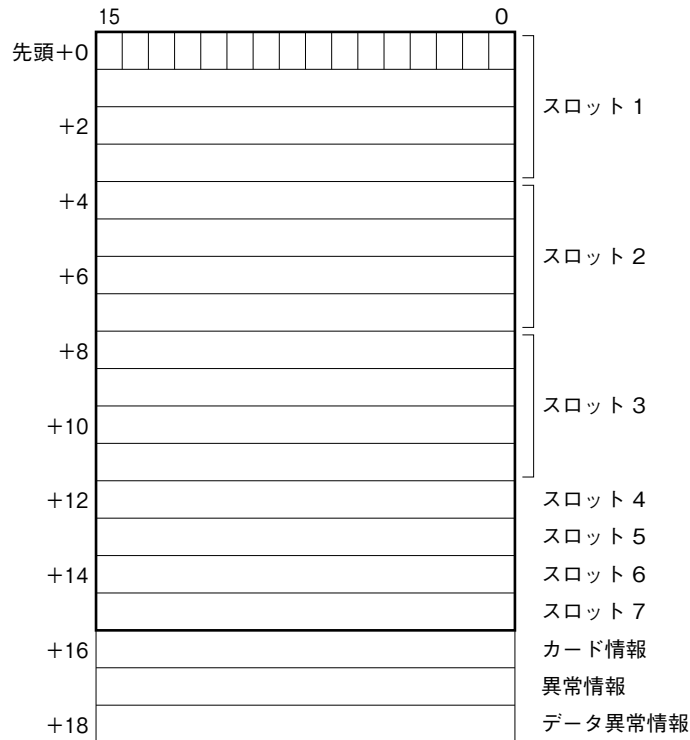 15 0
先頭+0
スロット 1
+2
+4
スロット 2
+6
+8
スロット 3
+10
+12 スロット 4
スロット 5
+14 スロット 6
スロット 7
+16 カード情報
異常情報
+18 データ異常情報